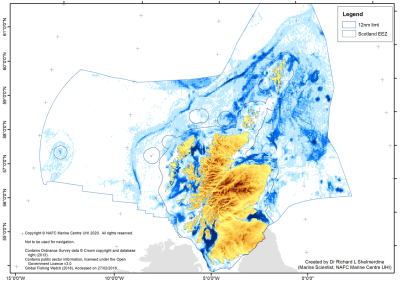 Legend
12nm limit
Scotland EEZ
61°0'0"N
60°0'0"N
59°0'0"N
58°0'0"N
57°0'0"N
56°0'0"N
55°0'0"N
Copyright © NAFC Marine Centre UHI 2020. All rights reserved.
Not to be used for navigation.
Contains Ordnance Survey data © Crown copyright and database
right (2013).
Contains public sector information, licensed under the Open
Government Licence v3.0.
Global Fishing Watch (2018). Accessed on 27/02/2019.
Created by Dr Richard L Shelmerdine
(Marine Scientist, NAFC Marine Centre UHI)
15°0'0"W
10°0'0"W
5°0'0"W
0°0'0"